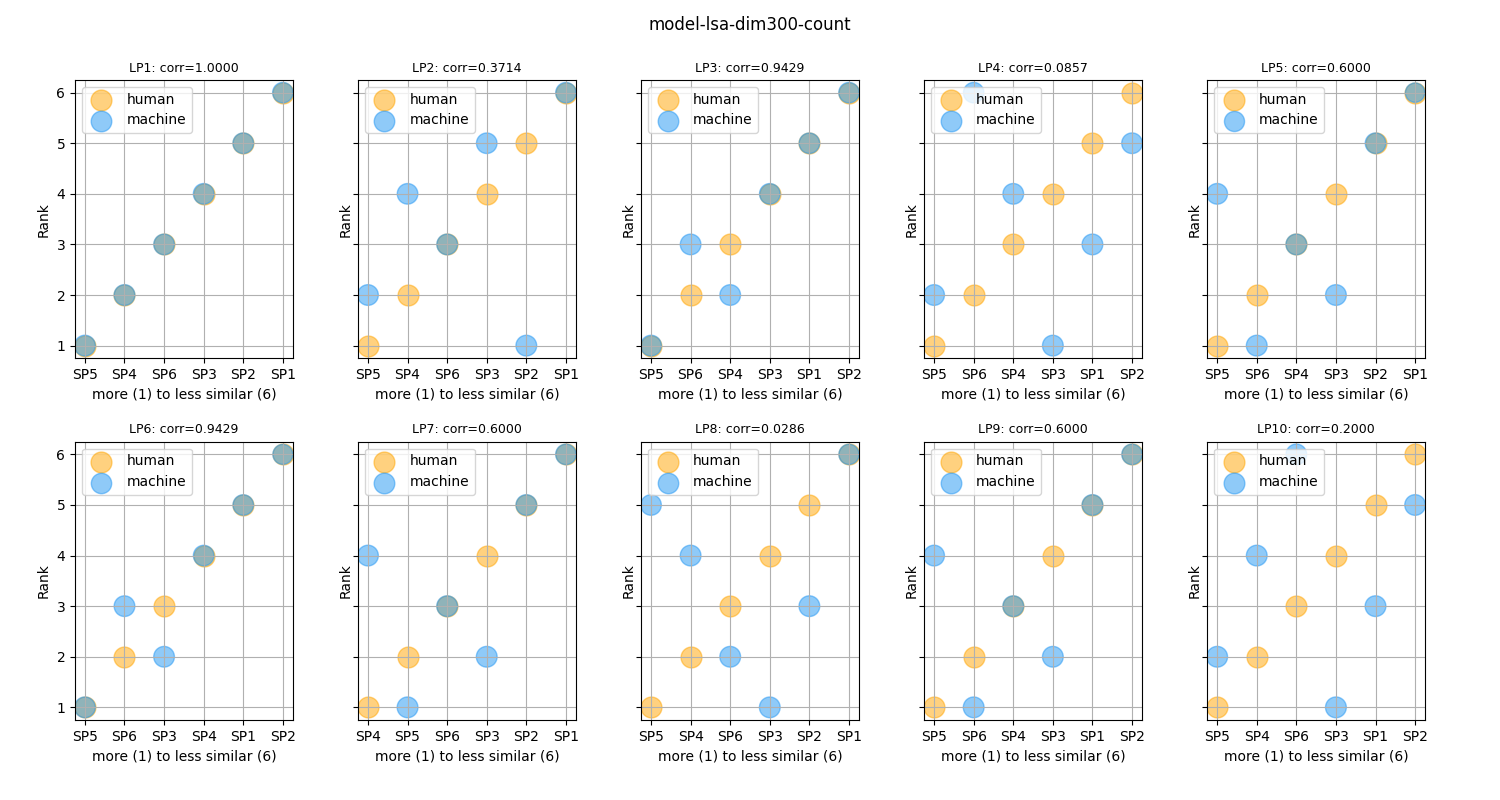 model-lsa-dim300-count
LP1: corr=1.0000
human
machine
Rank
6
5
4
3
2
1
SP5 SP4 SP6 SP3 SP2 SP1
more (1) to less similar (6)
LP2: corr=0.3714
human
machine
Rank
SP5 SP4 SP6 SP3 SP2 SP1
more (1) to less similar (6)
LP3: corr=0.9429
human
machine
Rank
SP5 SP6 SP4 SP3 SP1 SP2
more (1) to less similar (6)
LP4: corr=0.0857
human
machine
Rank
SP5 SP6 SP4 SP3 SP1 SP2
more (1) to less similar (6)
LP5: corr=0.6000
human
machine
Rank
SP5 SP6 SP4 SP3 SP2 SP1
more (1) to less similar (6)
LP6: corr=0.9429
human
machine
Rank
6
5
4
3
2
1
SP5 SP6 SP3 SP4 SP1 SP2
more (1) to less similar (6)
LP7: corr=0.6000
human
machine
Rank
SP4 SP5 SP6 SP3 SP2 SP1
more (1) to less similar (6)
LP8: corr=0.0286
human
machine
Rank
SP5 SP4 SP6 SP3 SP2 SP1
more (1) to less similar (6)
LP9: corr=0.6000
human
machine
Rank
SP5 SP6 SP4 SP3 SP1 SP2
more (1) to less similar (6)
LP10: corr=0.2000
human
machine
Rank
SP5 SP4 SP6 SP3 SP1 SP2
more (1) to less similar (6)